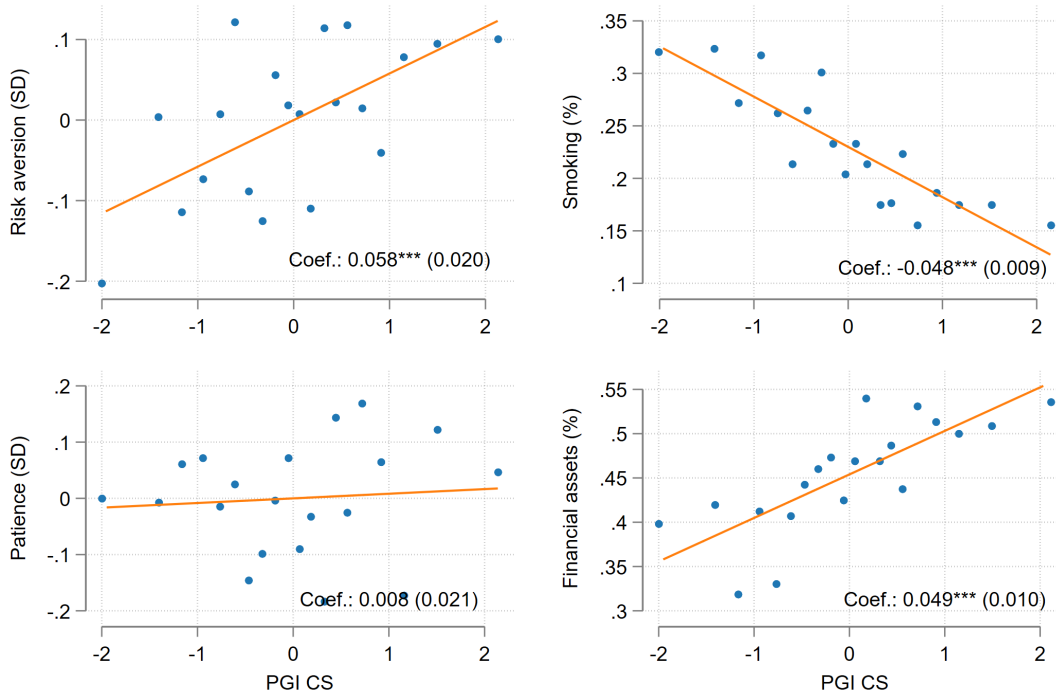 Risk aversion (SD)
.1
0
-.1
-.2
Coef.: 0.058*** (0.020)
-2 -1 0 1 2
Smoking (%)
.35
.3
.25
.2
.15
.1
Coef.: -0.048*** (0.009)
-2 -1 0 1 2
Patience (SD)
.2
.1
0
-.1
-.2
Coef.: 0.008 (0.021)
-2 -1 0 1 2
PGI CS
Financial assets (%)
.55
.5
.45
.4
.35
.3
Coef.: 0.049*** (0.010)
-2 -1 0 1 2
PGI CS